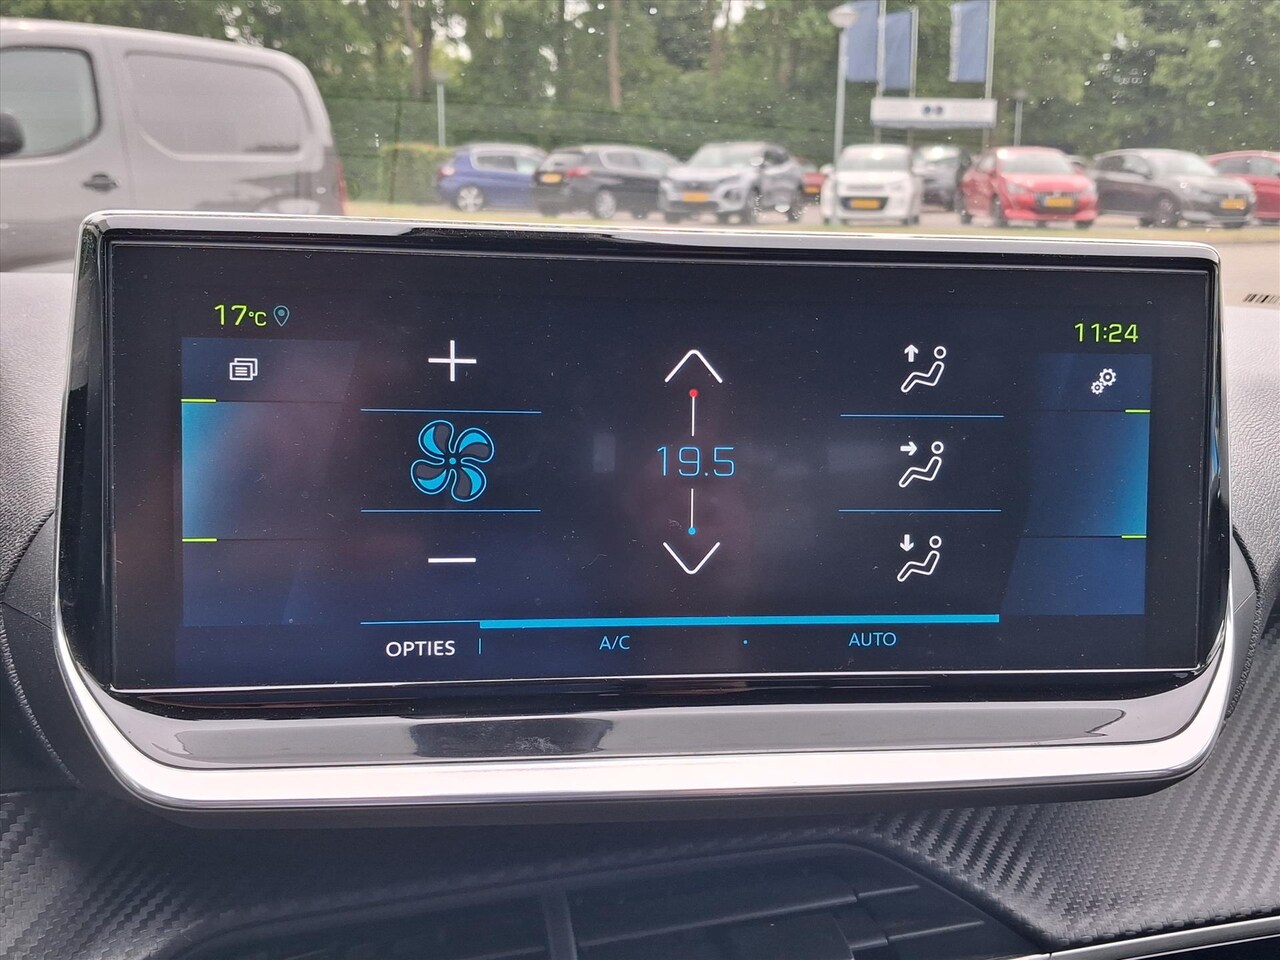 17°C
11:24
19.5
OPTIES
A/C
AUTO